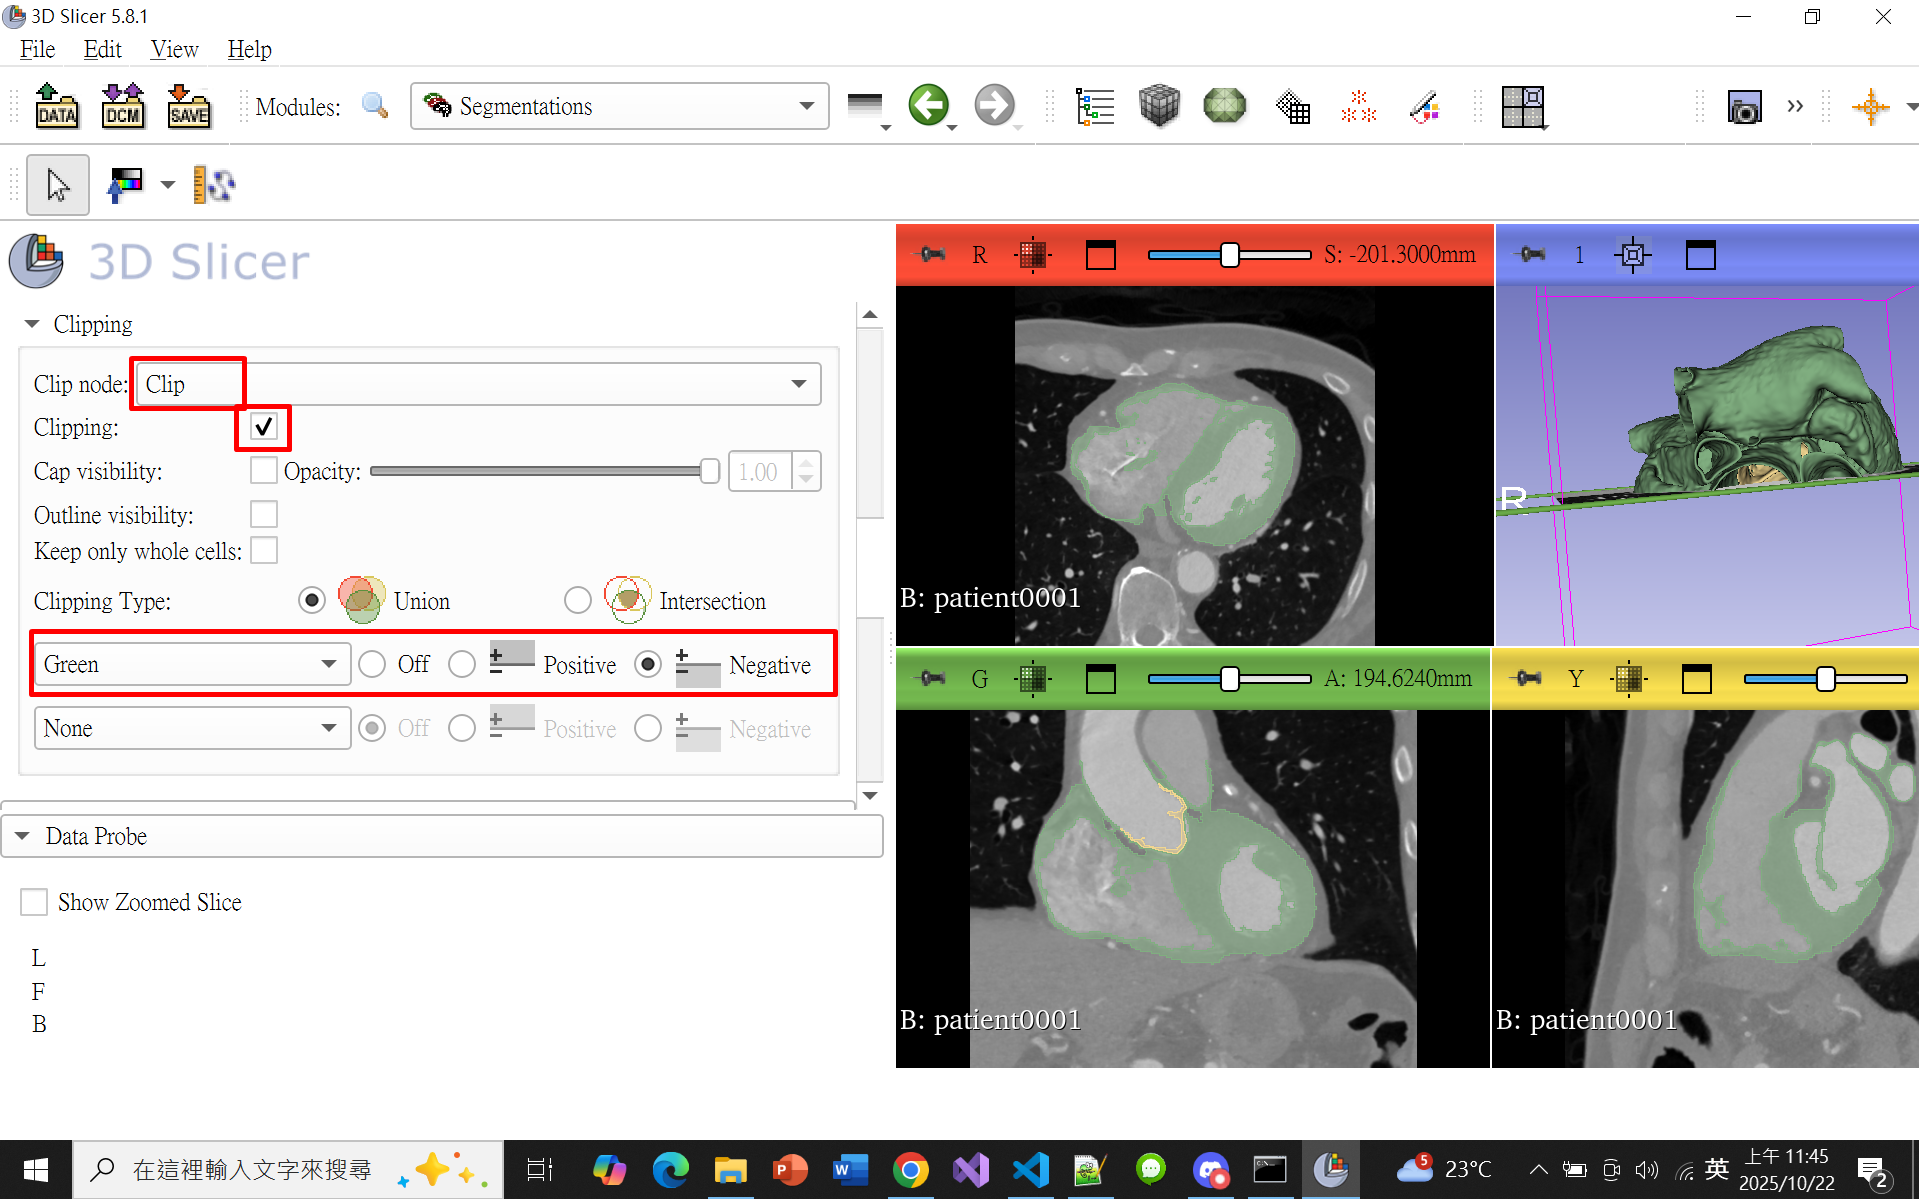 3D Slicer 5.8.1
File Edit View Help
DATA DCM SAVE Modules: Segmentations
3D Slicer
Clipping
Clip node: Clip
Clipping:
Cap visibility: Opacity: 1.00
Outline visibility:
Keep only whole cells:
Clipping Type: Union Intersection
Green Off Positive Negative
None Off Positive Negative
Data Probe
Show Zoomed Slice
L
F
B
R S: -201.3000mm
B: patient0001
1
R
G A: 194.6240mm
B: patient0001
Y
B: patient0001
在這裡輸入文字來搜尋
5 23°C 英 上午 11:45
2025/10/22 2